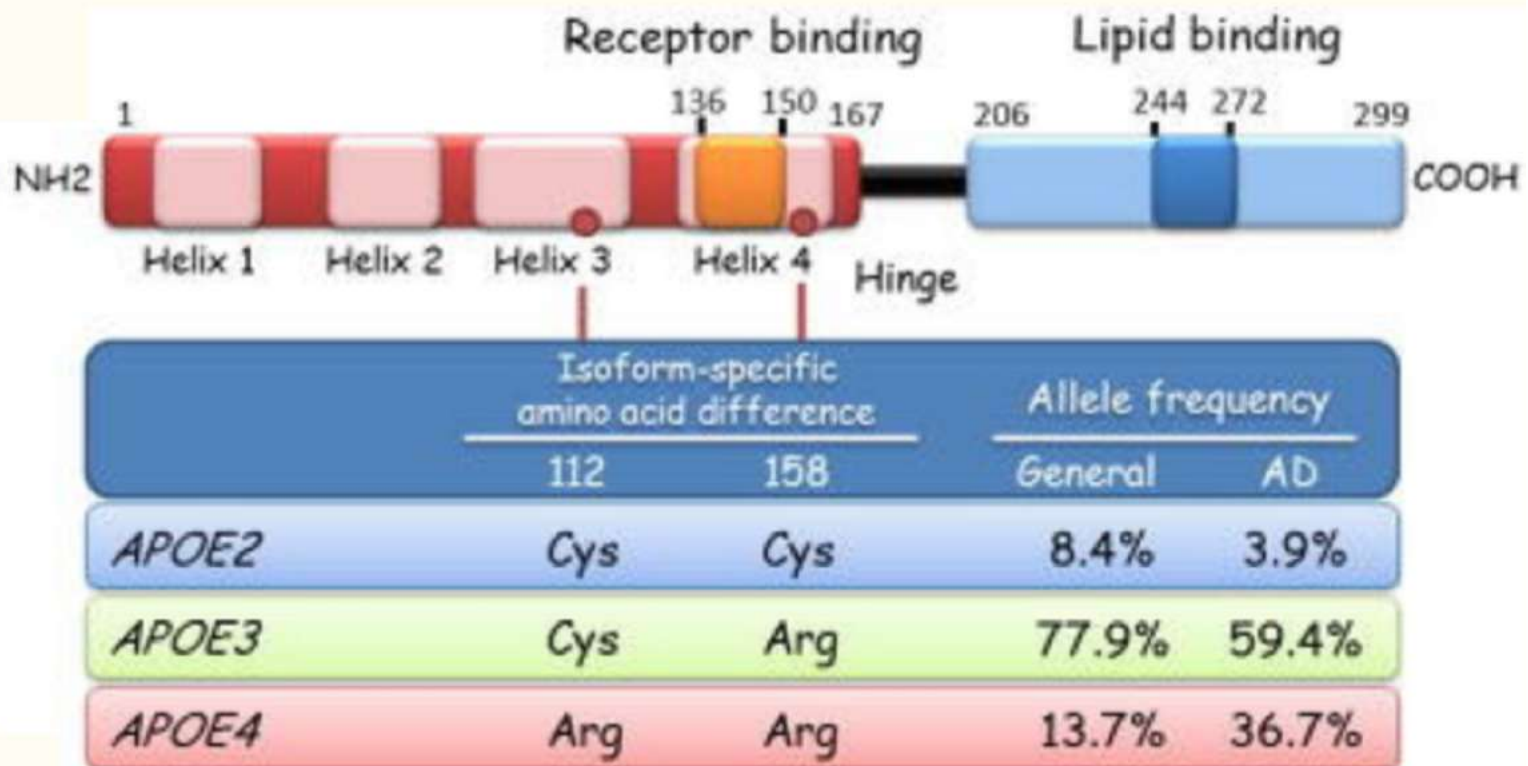 Receptor binding Lipid binding
1 136 150 167 206 244 272 299
NH2 COOH
Helix 1 Helix 2 Helix 3 Helix 4 Hinge
Isoform-specific
amino acid difference
Allele frequency
112 158 General AD
APOE2 Cys Cys 8.4% 3.9%
APOE3 Cys Arg 77.9% 59.4%
APOE4 Arg Arg 13.7% 36.7%